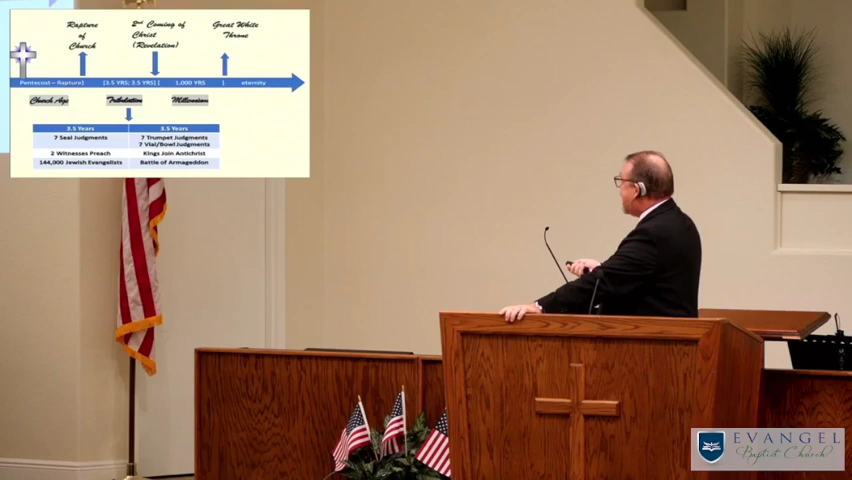 Rapture of Church
2nd Coming of Christ (Revelation)
Great White Throne
Pentecost – Rapture] [3.5 YRS; 3.5 YRS] [ 1,000 YRS [ eternity
Church Age Tribulation Millennium
3.5 Years 3.5 Years
7 Seal Judgments 7 Trumpet Judgments
7 Vial/Bowl Judgments
2 Witnesses Preach Kings Join Antichrist
144,000 Jewish Evangelists Battle of Armageddon
EVANGEL
Baptist Church